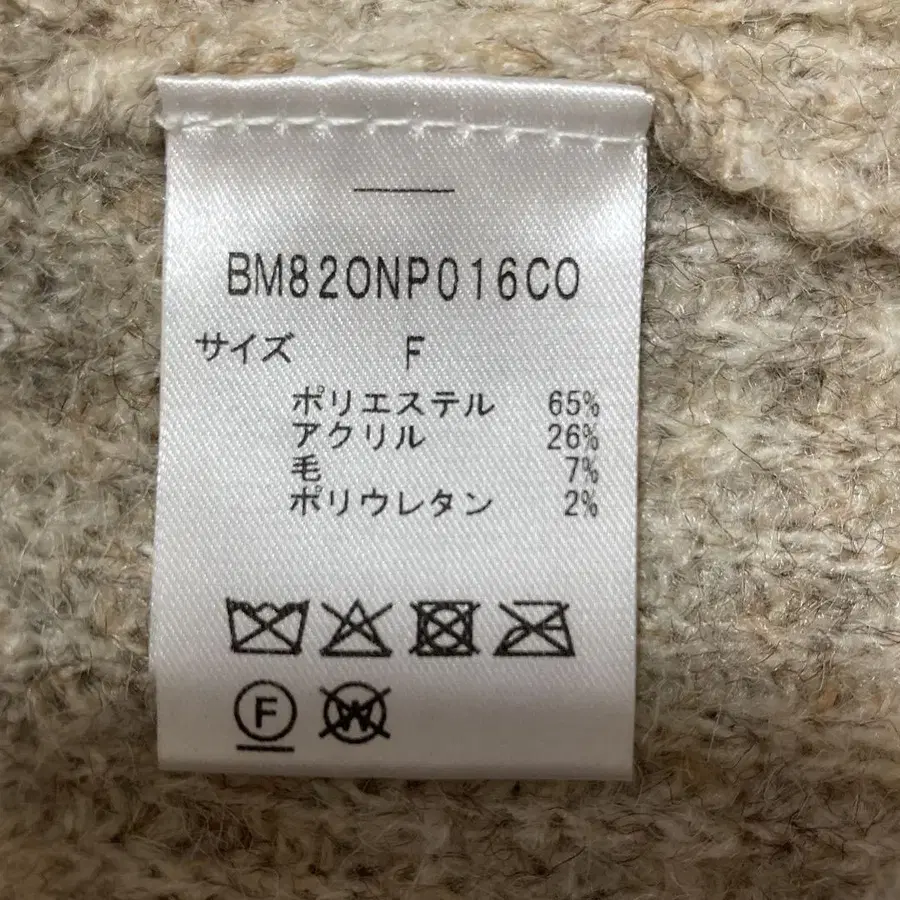 BM820NP016CO
サイズ F
ポリエステル 65%
アクリル 26%
毛 7%
ポリウレタン 2%
F W